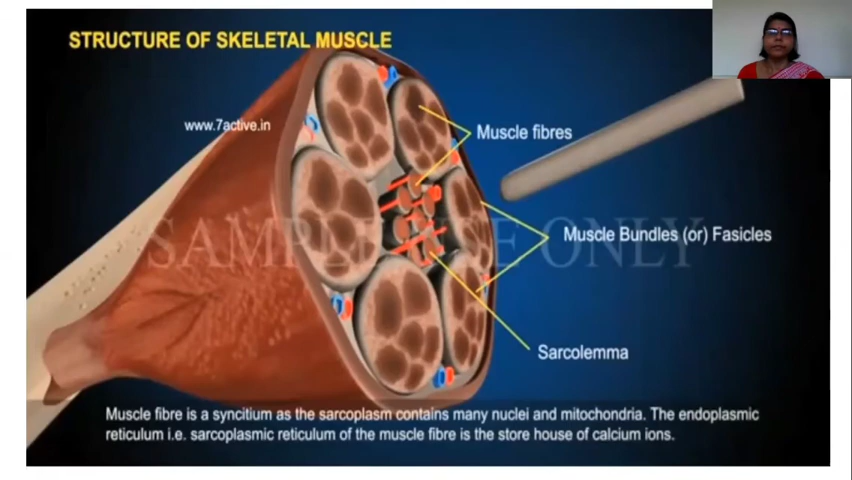 STRUCTURE OF SKELETAL MUSCLE
www.7active.in
Muscle fibres
Muscle Bundles (or) Fasicles
SAMPLE USE ONLY
Sarcolemma
Muscle fibre is a syncitium as the sarcoplasm contains many nuclei and mitochondria. The endoplasmic
reticulum i.e. sarcoplasmic reticulum of the muscle fibre is the store house of calcium ions.